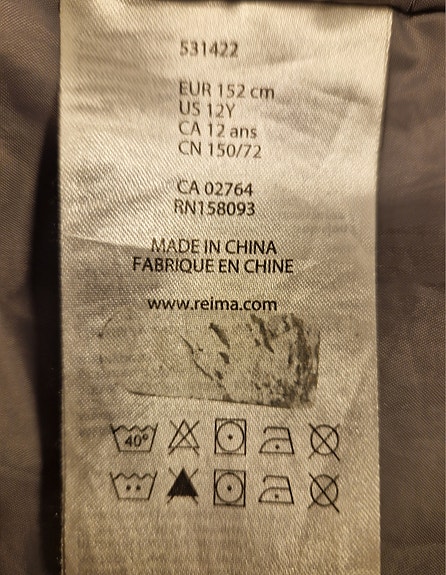 531422
EUR 152 cm
US 12Y
CA 12 ans
CN 150/72
CA 02764
RN158093
MADE IN CHINA
FABRIQUE EN CHINE
www.reima.com
40°